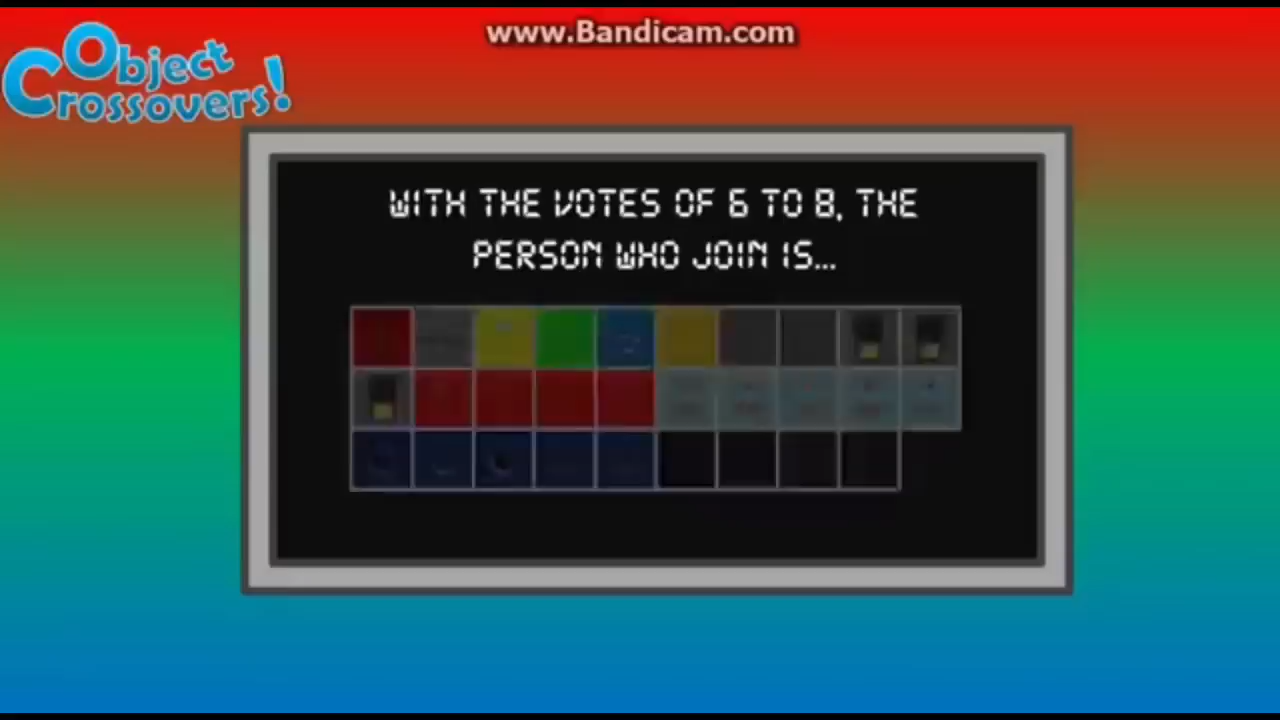 www.Bandicam.com
Object
Crossovers!
WITH THE VOTES OF 6 TO 8, THE
PERSON WHO JOIN IS...